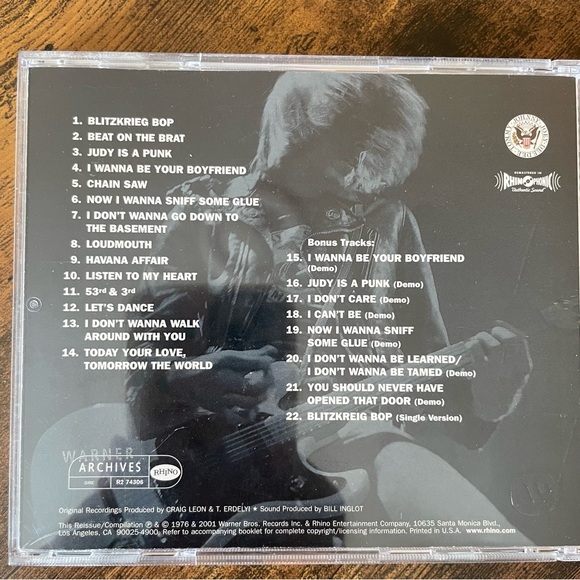 1. BLITZKRIEG BOP
2. BEAT ON THE BRAT
3. JUDY IS A PUNK
4. I WANNA BE YOUR BOYFRIEND
5. CHAIN SAW
6. NOW I WANNA SNIFF SOME GLUE
7. I DON'T WANNA GO DOWN TO
THE BASEMENT
8. LOUDMOUTH
9. HAVANA AFFAIR
10. LISTEN TO MY HEART
11. 53rd & 3rd
12. LET'S DANCE
13. I DON'T WANNA WALK
AROUND WITH YOU
14. TODAY YOUR LOVE,
TOMORROW THE WORLD
REMASTERED IN
RHINOPHONIC
Authentic Sound
Bonus Tracks:
15. I WANNA BE YOUR BOYFRIEND
(Demo)
16. JUDY IS A PUNK (Demo)
17. I DON'T CARE (Demo)
18. I CAN'T BE (Demo)
19. NOW I WANNA SNIFF
SOME GLUE (Demo)
20. I DON'T WANNA BE LEARNED/
I DON'T WANNA BE TAMED (Demo)
21. YOU SHOULD NEVER HAVE
OPENED THAT DOOR (Demo)
22. BLITZKREIG BOP (Single Version)
WARNER
ARCHIVES
RHINO
R2 74306
Original Recordings Produced by CRAIG LEON & T. ERDELYI ★ Sound Produced by BILL INGLOT
This Reissue/Compilation ℗ & © 1976 & 2001 Warner Bros. Records Inc. & Rhino Entertainment Company, 10635 Santa Monica Blvd.,
Los Angeles, CA 90025-4900. Refer to accompanying booklet for complete copyright/licensing information. Printed in U.S.A. www.rhino.com